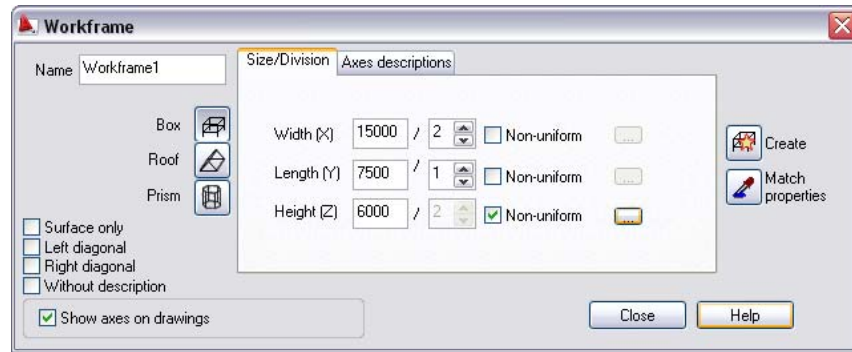 Workframe
Name Workframe1
Size/Division Axes descriptions
Box
Roof
Prism
Surface only
Left diagonal
Right diagonal
Without description
Show axes on drawings
Width (X) 15000 / 2 Non-uniform ...
Length (Y) 7500 / 1 Non-uniform ...
Height (Z) 6000 / 2 Non-uniform ...
Create
Match
properties
Close Help